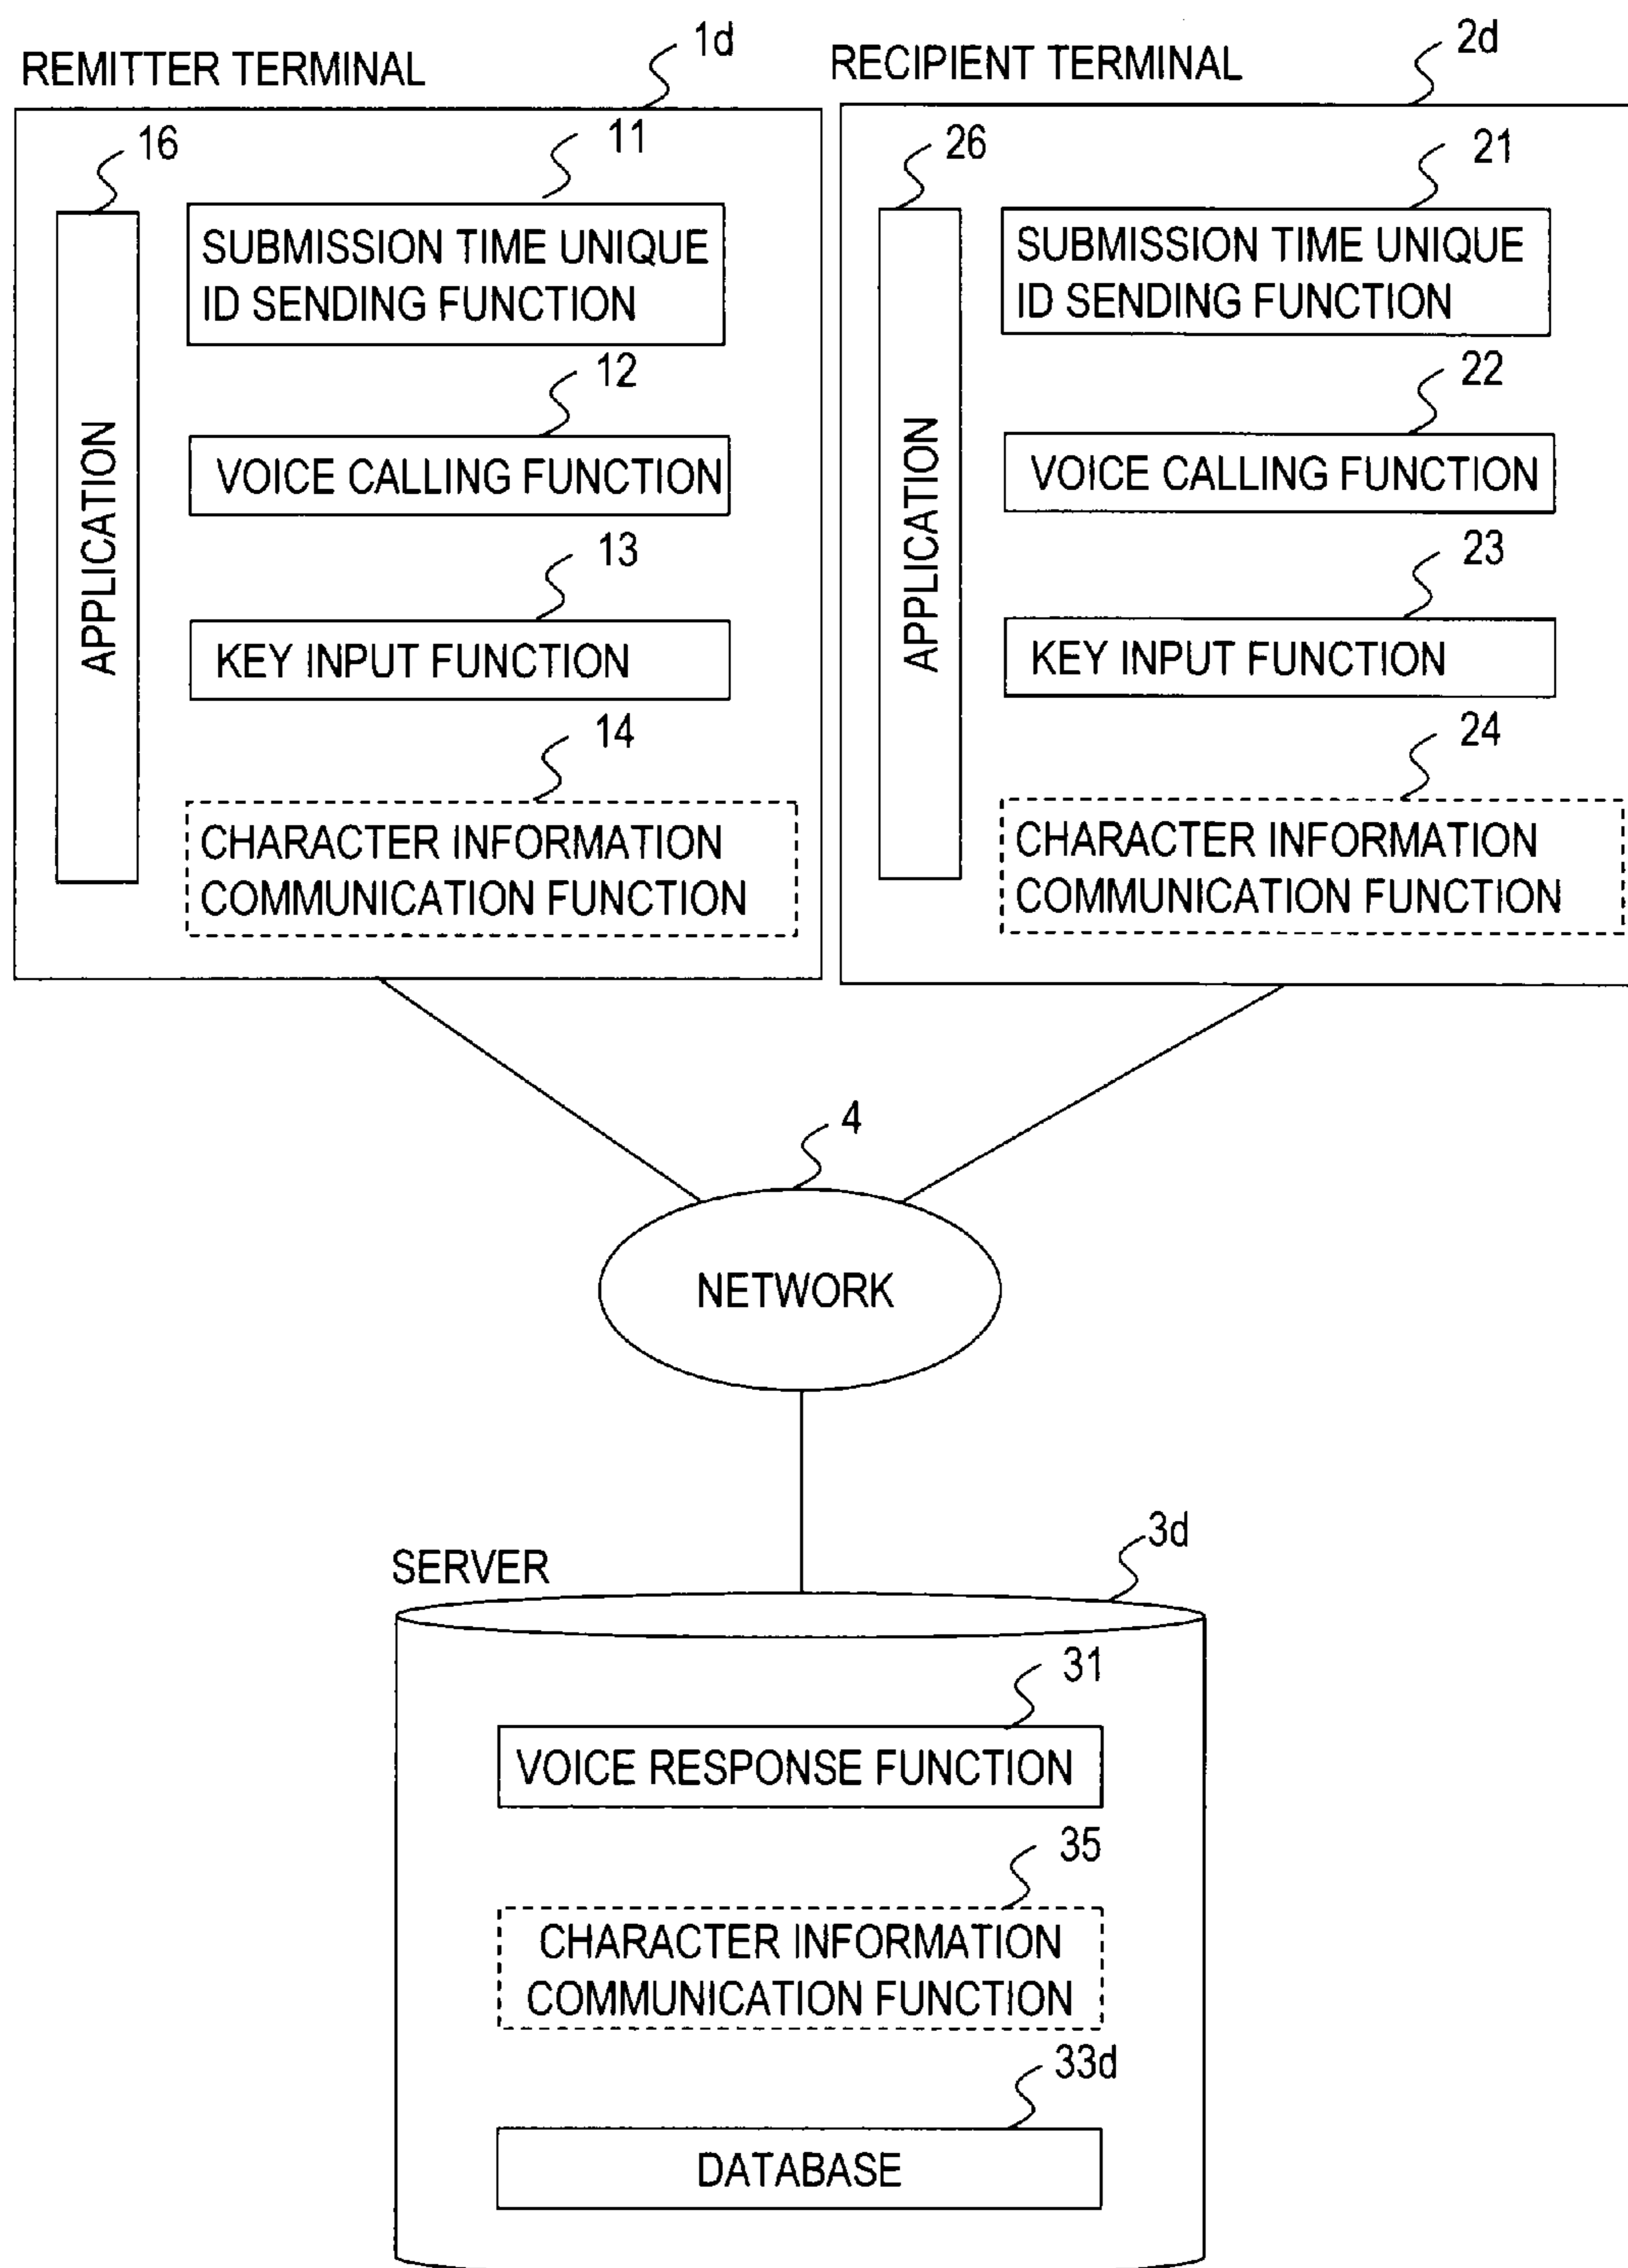 REMITTER TERMINAL
1d
16
11
SUBMISSION TIME UNIQUE
ID SENDING FUNCTION
12
VOICE CALLING FUNCTION
13
KEY INPUT FUNCTION
14
CHARACTER INFORMATION
COMMUNICATION FUNCTION
APPLICATION
RECIPIENT TERMINAL
2d
26
21
SUBMISSION TIME UNIQUE
ID SENDING FUNCTION
22
VOICE CALLING FUNCTION
23
KEY INPUT FUNCTION
24
CHARACTER INFORMATION
COMMUNICATION FUNCTION
APPLICATION
4
NETWORK
SERVER
3d
31
VOICE RESPONSE FUNCTION
35
CHARACTER INFORMATION
COMMUNICATION FUNCTION
33d
DATABASE